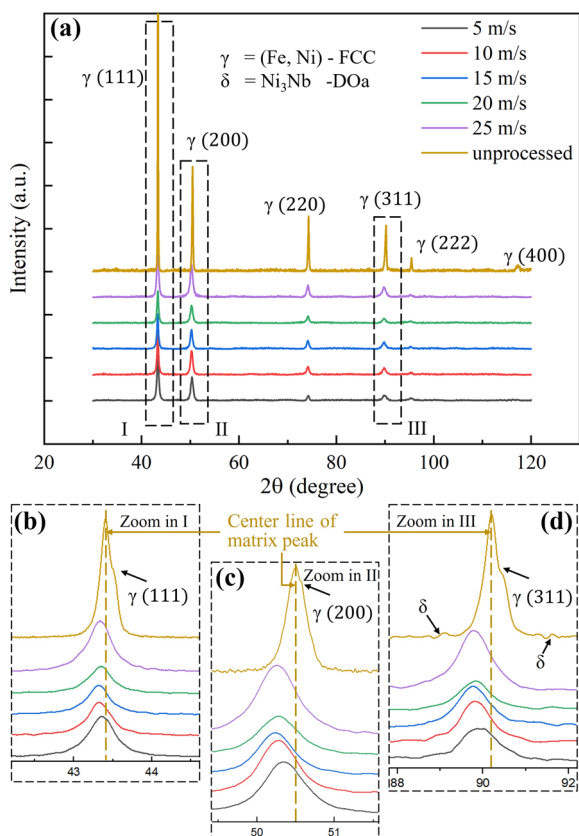 (a)
γ = (Fe, Ni) - FCC
δ = Ni₃Nb -DOa
5 m/s
10 m/s
15 m/s
20 m/s
25 m/s
unprocessed
γ (111)
γ (200)
γ (220)
γ (311)
γ (222)
γ (400)
Intensity (a.u.)
I
II
III
20 40 60 80 100 120
2θ (degree)
(b)
Zoom in I
γ (111)
43 44
Center line of
matrix peak
(c)
Zoom in II
γ (200)
50 51
Zoom in III
(d)
γ (311)
δ
δ
88 90 92